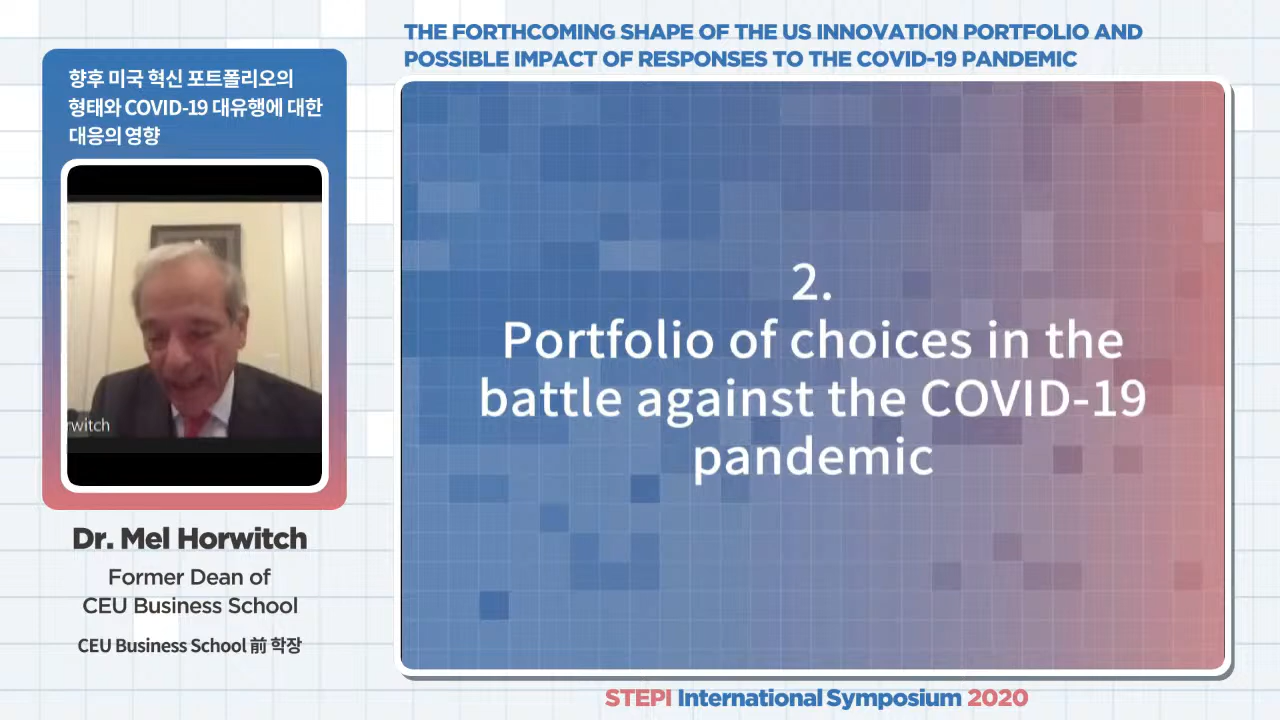 THE FORTHCOMING SHAPE OF THE US INNOVATION PORTFOLIO AND
POSSIBLE IMPACT OF RESPONSES TO THE COVID-19 PANDEMIC
향후 미국 혁신 포트폴리오의
형태와 COVID-19 대유행에 대한
대응의 영향
rwitch
Dr. Mel Horwitch
Former Dean of
CEU Business School
CEU Business School 前 학장
2.
Portfolio of choices in the
battle against the COVID-19
pandemic
STEPI International Symposium 2020